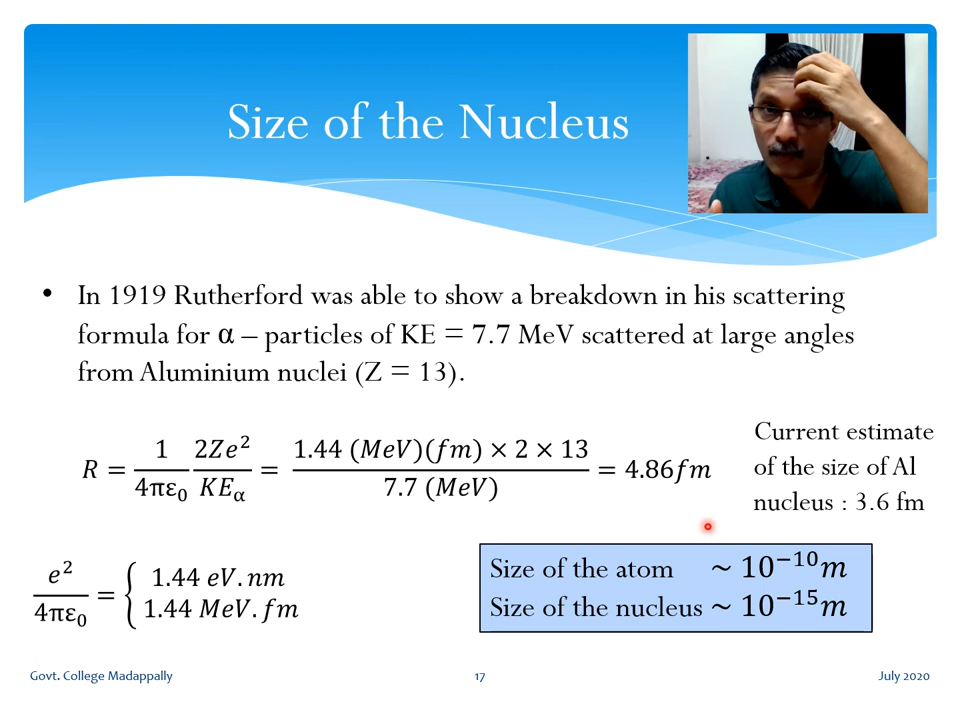 Size of the Nucleus
• In 1919 Rutherford was able to show a breakdown in his scattering
formula for α – particles of KE = 7.7 MeV scattered at large angles
from Aluminium nuclei (Z = 13).
R = \frac{1}{4πε₀} \frac{2Ze²}{KE_α} = \frac{1.44 (MeV)(fm) × 2 × 13}{7.7 (MeV)} = 4.86fm
Current estimate
of the size of Al
nucleus : 3.6 fm
\frac{e²}{4πε₀} = { 1.44 eV.nm
1.44 MeV.fm
Size of the atom ~ 10⁻¹⁰m
Size of the nucleus ~ 10⁻¹⁵m
Govt. College Madappally
17
July 2020